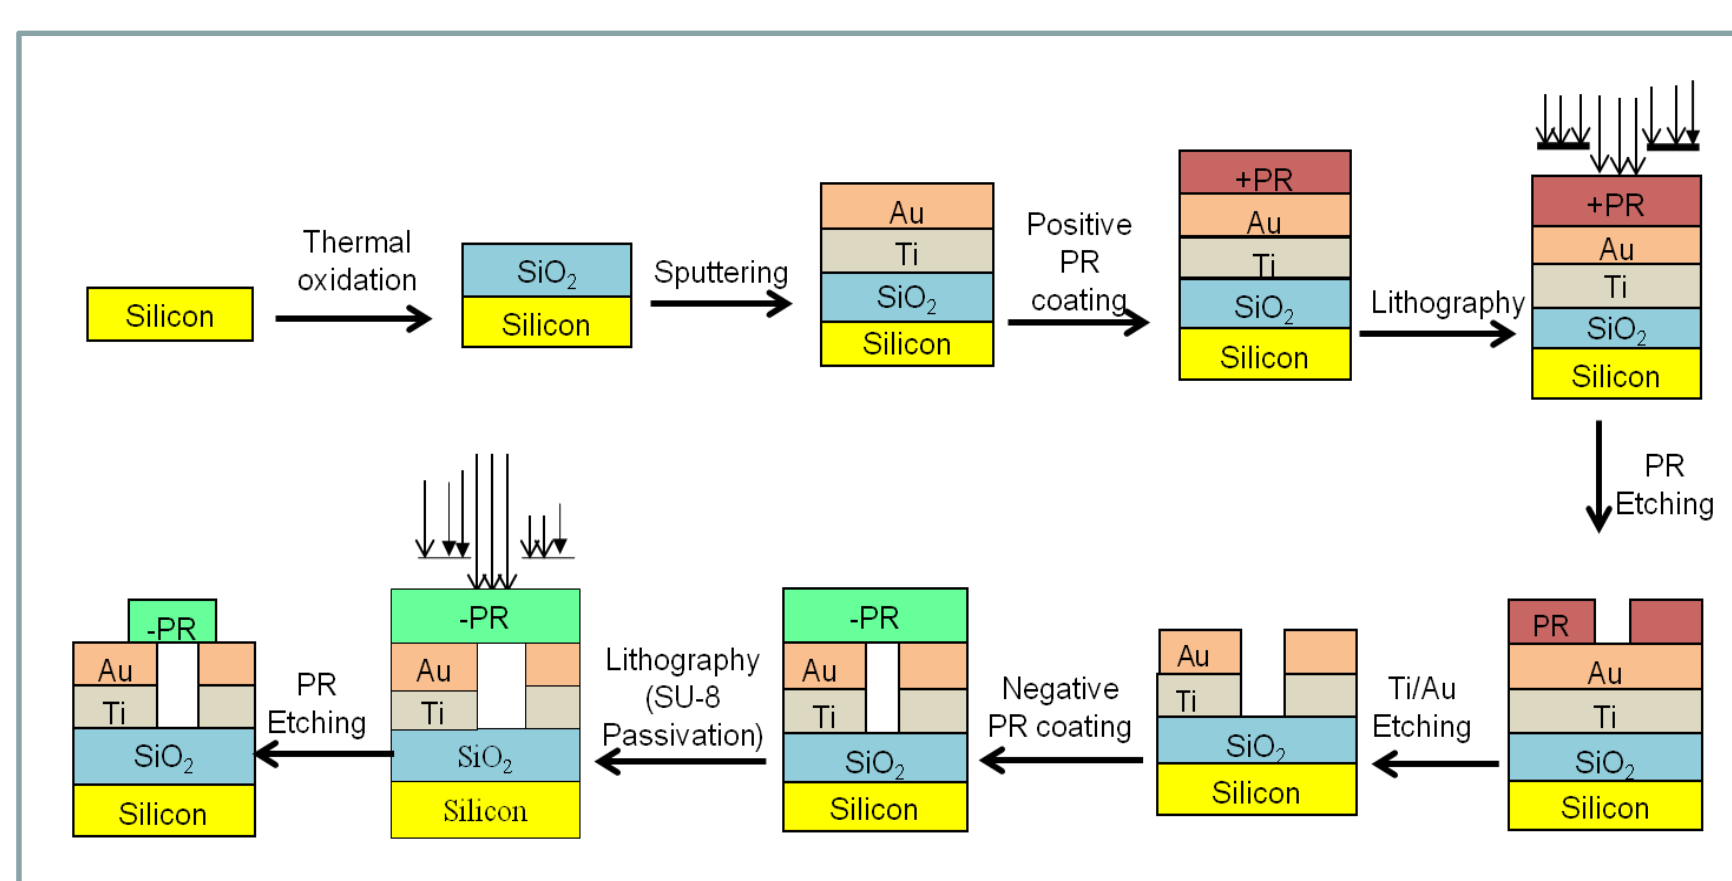 Silicon
Thermal
oxidation
SiO₂
Silicon
Sputtering
Au
Ti
SiO₂
Silicon
Positive
PR
coating
+PR
Au
Ti
SiO₂
Silicon
Lithography
+PR
Au
Ti
SiO₂
Silicon
PR
Etching
PR
Au
Ti
SiO₂
Silicon
Ti/Au
Etching
Au
Ti
SiO₂
Silicon
Negative
PR coating
-PR
Au
Ti
SiO₂
Silicon
Lithography
(SU-8
Passivation)
-PR
Au
Ti
SiO₂
Silicon
PR
Etching
-PR
Au
Ti
SiO₂
Silicon